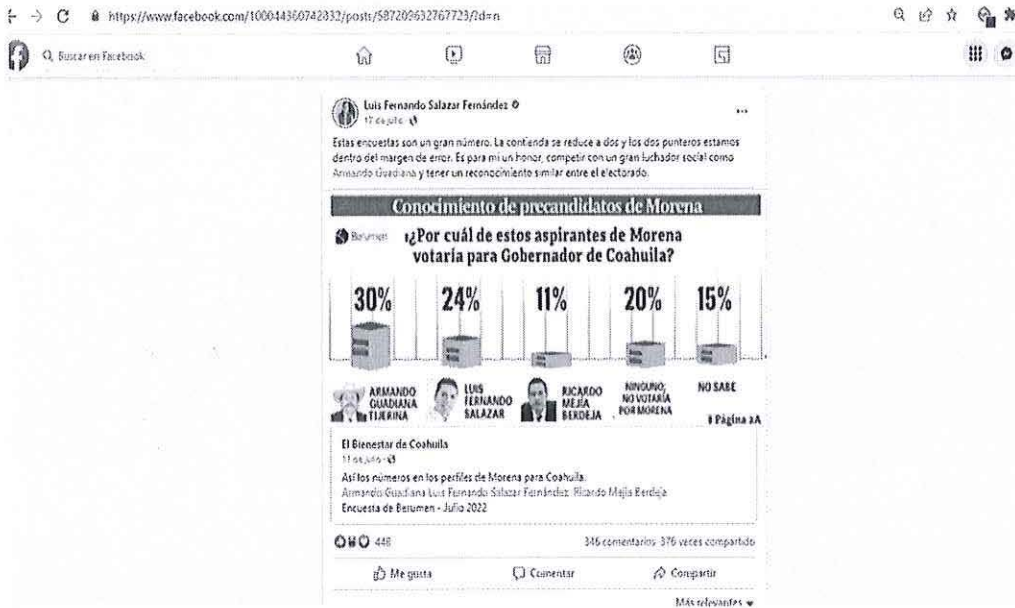 https://www.facebook.com/100044360742832/posts/587209632767723/?d=n
Buscar en Facebook
Luis Fernando Salazar Fernández
17 de julio
Estas encuestas son un gran número. La contienda se reduce a dos y los dos punteros estamos
dentro del margen de error. Es para mi un honor, competir con un gran luchador social como
Armando Guadiana y tener un reconocimiento similar entre el electorado.
Conocimiento de precandidatos de Morena
Berumen
¿Por cuál de estos aspirantes de Morena
votaría para Gobernador de Coahuila?
30% 24% 11% 20% 15%
ARMANDO GUADIANA TIJERINA
LUIS FERNANDO SALAZAR
RICARDO MEJÍA BERDEJA
NINGUNO, NO VOTARÍA POR MORENA
NO SABE
Página 2A
El Bienestar de Coahuila
de julio
Así los números en los perfiles de Morena para Coahuila.
Armando Guadiana Luis Fernando Salazar Fernández Ricardo Mejía Berdeja
Encuesta de Berumen - Julio 2022
448
346 comentarios 376 veces compartido
Me gusta
Comentar
Compartir
Más relevantes